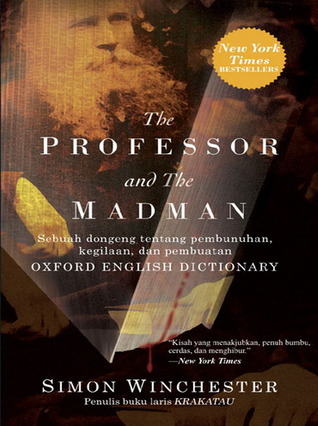 New York
Times
BESTSELLERS
The
PROFESSOR
and The
MADMAN
Sebuah dongeng tentang pembunuhan,
kegilaan, dan pembuatan
OXFORD ENGLISH DICTIONARY
"Kisah yang menakjubkan, penuh bumbu,
cerdas, dan menghibur."
—New York Times
SIMON WINCHESTER
Penulis buku laris KRAKATAU